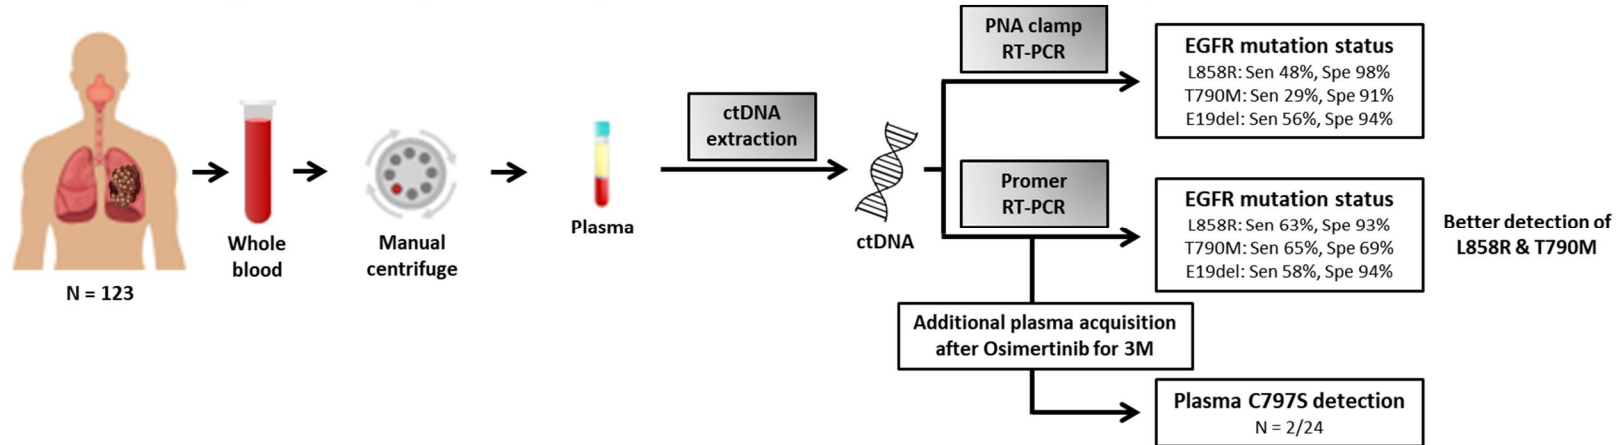 N = 123
Whole
blood
Manual
centrifuge
Plasma
ctDNA
extraction
ctDNA
PNA clamp
RT-PCR
EGFR mutation status
L858R: Sen 48%, Spe 98%
T790M: Sen 29%, Spe 91%
E19del: Sen 56%, Spe 94%
Promer
RT-PCR
EGFR mutation status
L858R: Sen 63%, Spe 93%
T790M: Sen 65%, Spe 69%
E19del: Sen 58%, Spe 94%
Better detection of
L858R & T790M
Additional plasma acquisition
after Osimertinib for 3M
Plasma C797S detection
N = 2/24